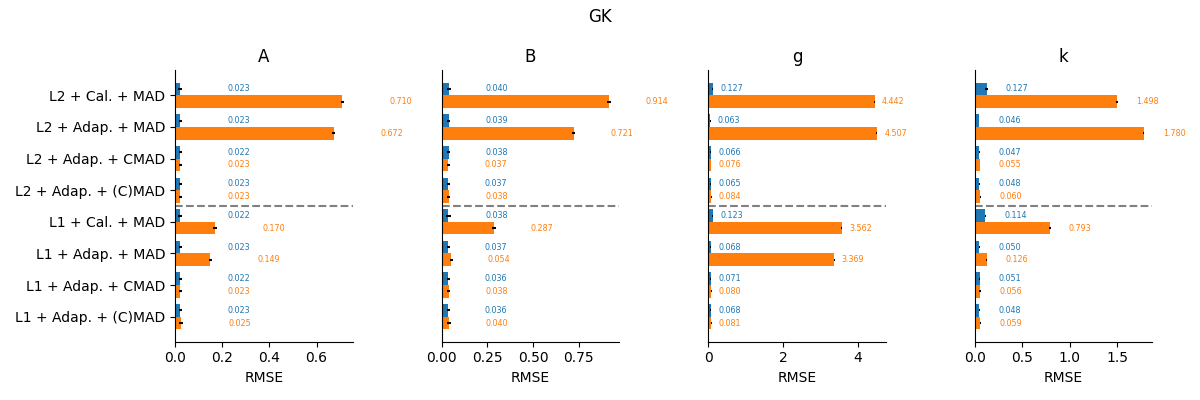 GK
A B g k
L2 + Cal. + MAD 0.023 0.040 0.127 0.127
0.710 0.914 4.442 1.498
L2 + Adap. + MAD 0.023 0.039 0.063 0.046
0.672 0.721 4.507 1.780
L2 + Adap. + CMAD 0.022 0.038 0.066 0.047
0.023 0.037 0.076 0.055
L2 + Adap. + (C)MAD 0.023 0.037 0.065 0.048
0.023 0.038 0.084 0.060
L1 + Cal. + MAD 0.022 0.038 0.123 0.114
0.170 0.287 3.562 0.793
L1 + Adap. + MAD 0.023 0.037 0.068 0.050
0.149 0.054 3.369 0.126
L1 + Adap. + CMAD 0.022 0.036 0.071 0.051
0.023 0.038 0.080 0.056
L1 + Adap. + (C)MAD 0.023 0.036 0.068 0.048
0.025 0.040 0.081 0.059
0.0 0.2 0.4 0.6 0.00 0.25 0.50 0.75 0 2 4 0.0 0.5 1.0 1.5
RMSE RMSE RMSE RMSE